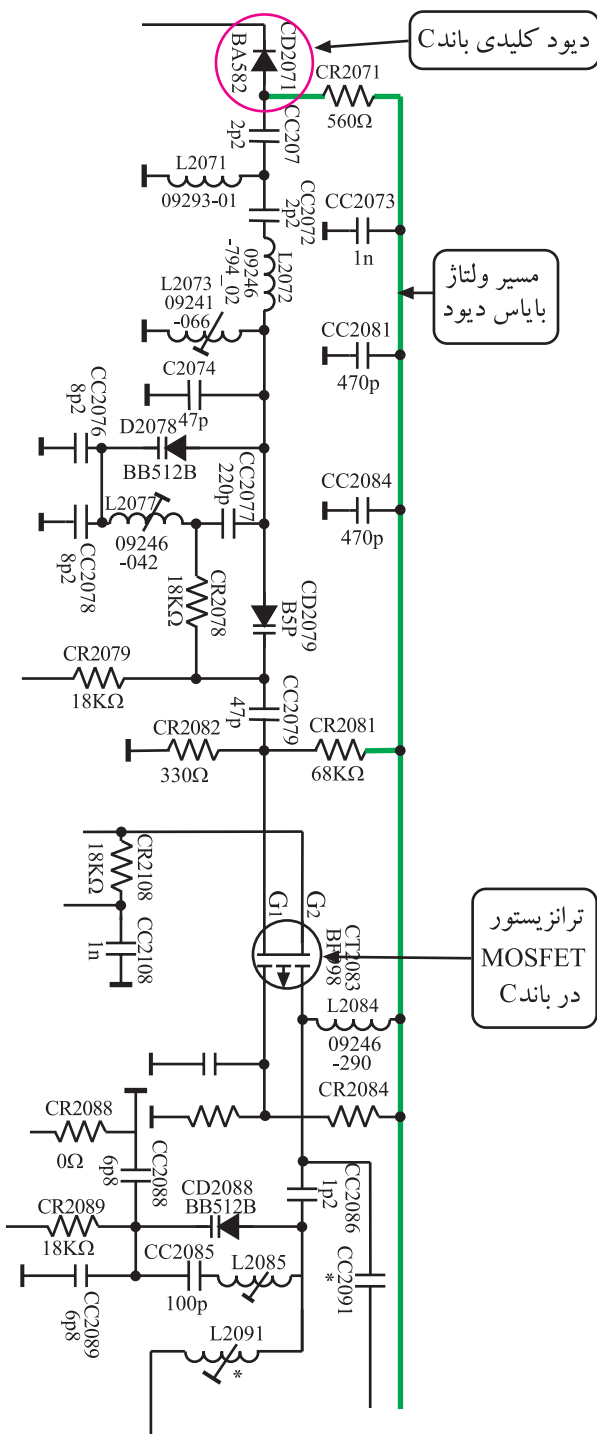 دیود کلیدی باند C
CD2071
BA582
CR2071
560Ω
CC207
2p2
L2071
09293-01
CC2072
2p2
CC2073
1n
L2072
09246
-794_02
L2073
09241
-066
مسیر ولتاژ
بایاس دیود
CC2081
470p
C2074
47p
CC2076
8p2
D2078
BB512B
CC2077
220p
L2077
09246
-042
CC2078
8p2
CC2084
470p
CR2078
18KΩ
CD2079
B5P
CR2079
18KΩ
CC2079
47p
CR2082
330Ω
CR2081
68KΩ
CR2108
18KΩ
CC2108
1n
G1
G2
CT2083
BF998
ترانزیستور
MOSFET
در باند C
L2084
09246
-290
CR2084
CR2088
0Ω
CC2088
6p8
CD2088
BB512B
CC2086
1p2
CR2089
18KΩ
CC2085
100p
L2085
CC2091
*
CC2089
6p8
L2091
*